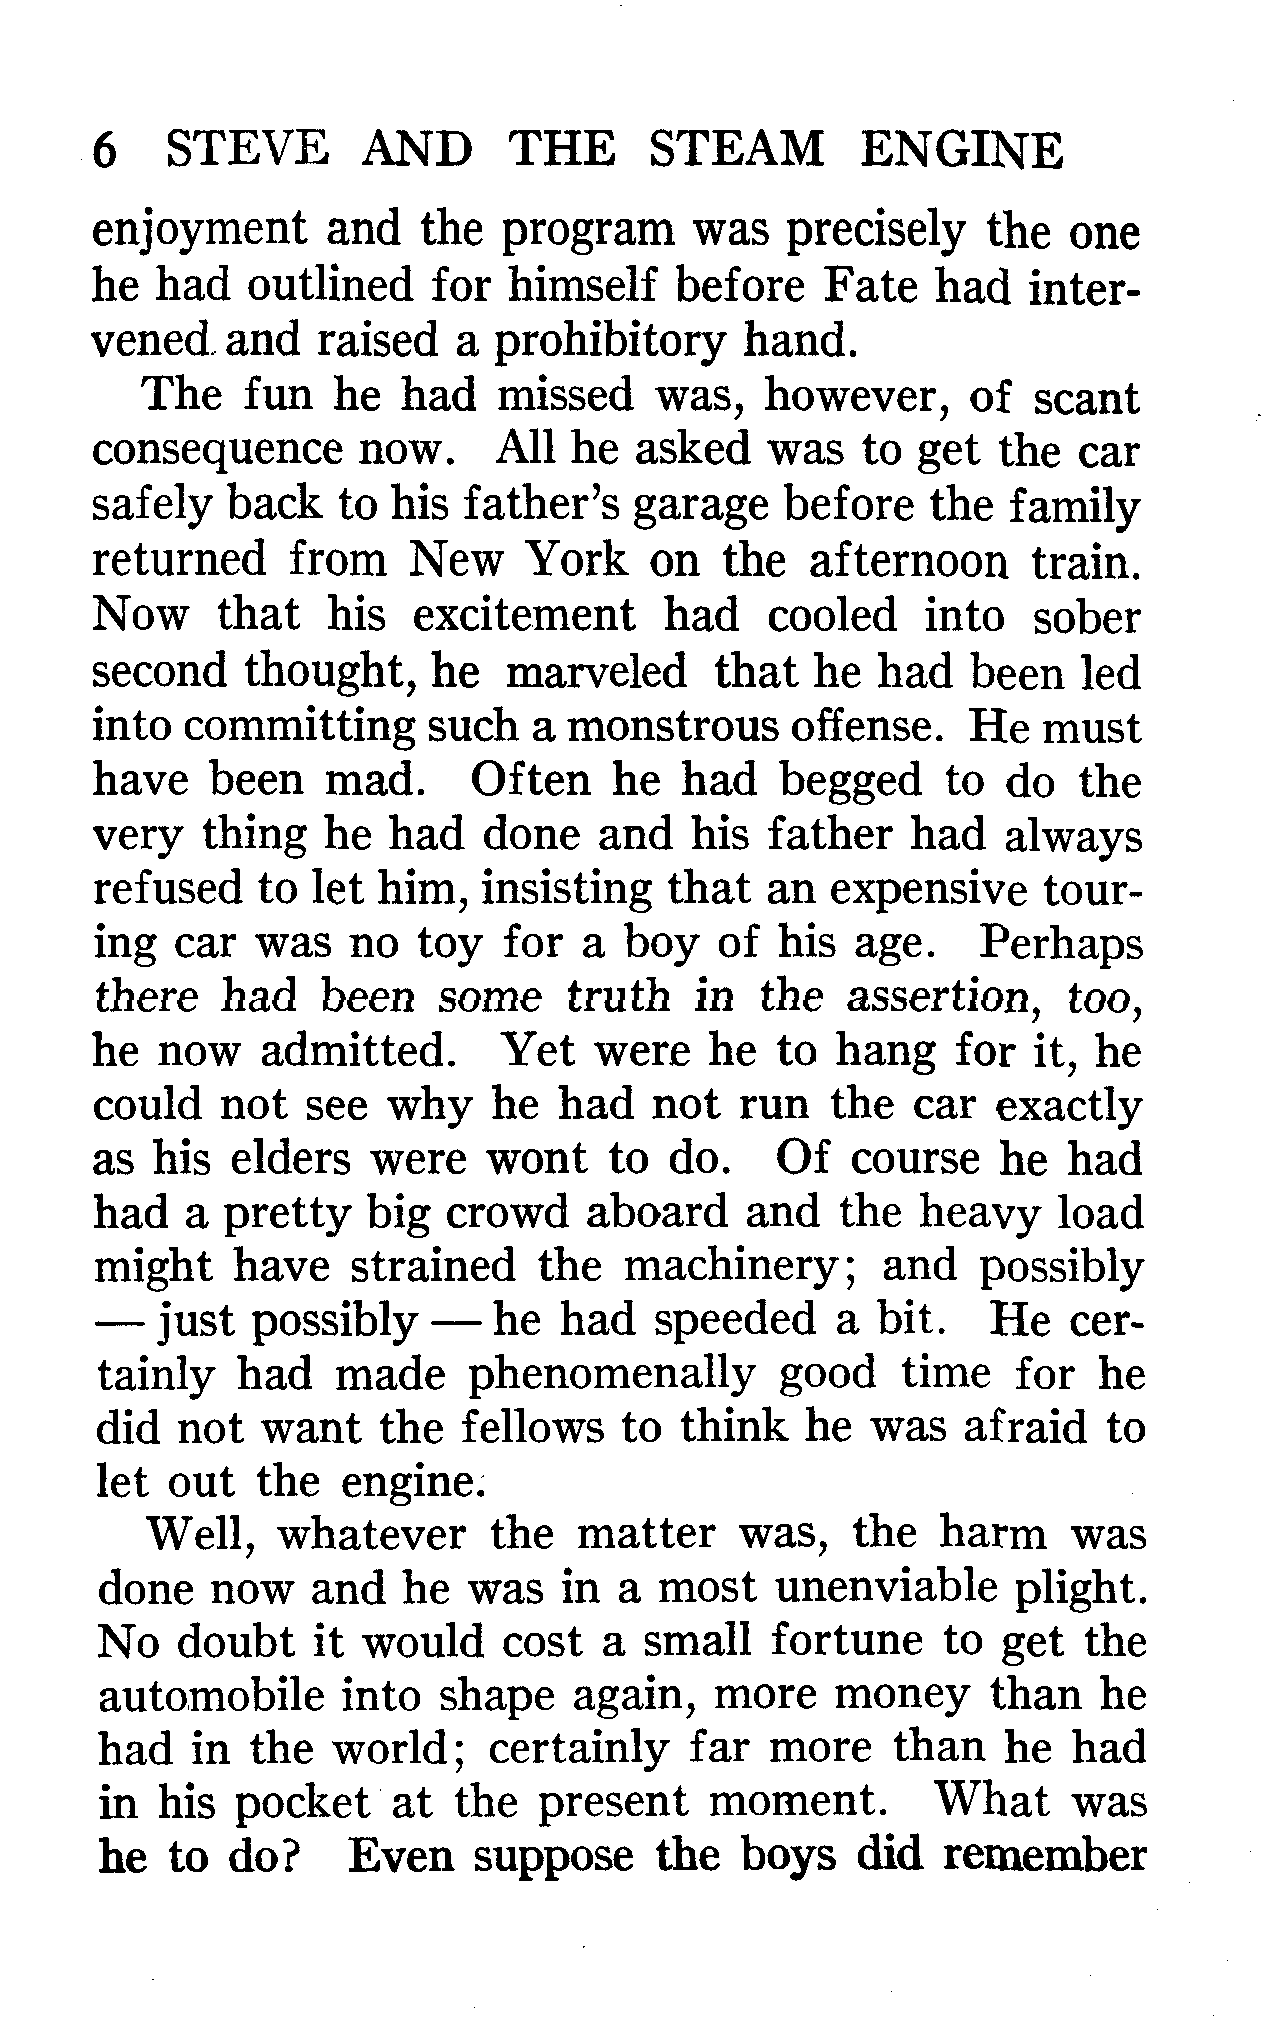 6 STEVE AND THE STEAM ENGINE
enjoyment and the program was precisely the one
he had outlined for himself before Fate had inter-
vened and raised a prohibitory hand.
The fun he had missed was, however, of scant
consequence now. All he asked was to get the car
safely back to his father's garage before the family
returned from New York on the afternoon train.
Now that his excitement had cooled into sober
second thought, he marveled that he had been led
into committing such a monstrous offense. He must
have been mad. Often he had begged to do the
very thing he had done and his father had always
refused to let him, insisting that an expensive tour-
ing car was no toy for a boy of his age. Perhaps
there had been some truth in the assertion, too,
he now admitted. Yet were he to hang for it, he
could not see why he had not run the car exactly
as his elders were wont to do. Of course he had
had a pretty big crowd aboard and the heavy load
might have strained the machinery; and possibly
— just possibly — he had speeded a bit. He cer-
tainly had made phenomenally good time for he
did not want the fellows to think he was afraid to
let out the engine.
Well, whatever the matter was, the harm was
done now and he was in a most unenviable plight.
No doubt it would cost a small fortune to get the
automobile into shape again, more money than he
had in the world; certainly far more than he had
in his pocket at the present moment. What was
he to do? Even suppose the boys did remember